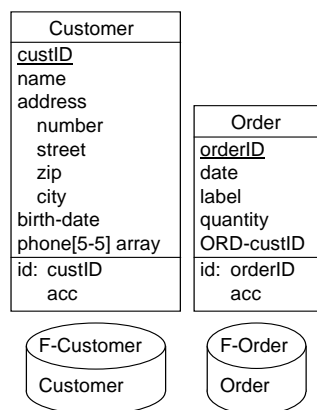 Customer
custID
name
address
number
street
zip
city
birth-date
phone[5-5] array
id: custID
acc
Order
orderID
date
label
quantity
ORD-custID
id: orderID
acc
F-Customer
Customer
F-Order
Order